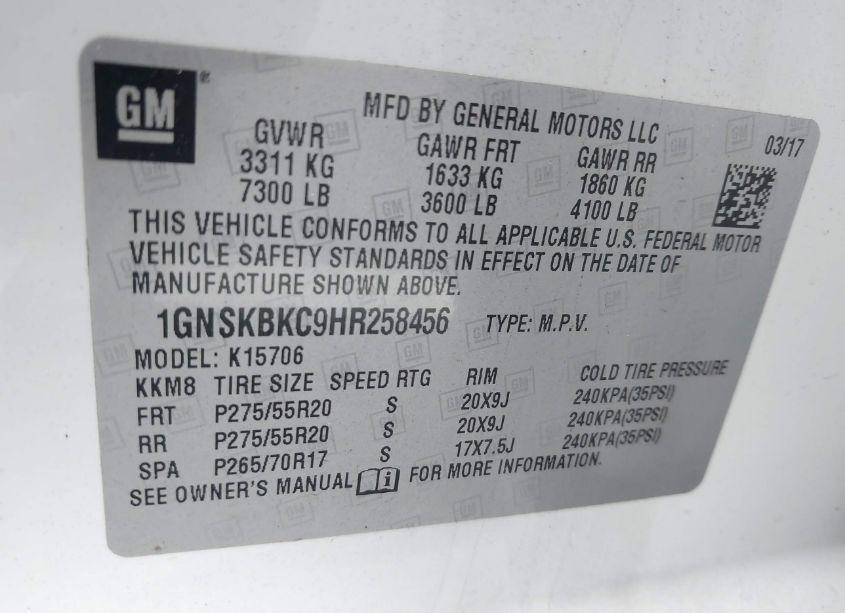 GM®
MFD BY GENERAL MOTORS LLC
03/17
GVWR GAWR FRT GAWR RR
3311 KG 1633 KG 1860 KG
7300 LB 3600 LB 4100 LB
THIS VEHICLE CONFORMS TO ALL APPLICABLE U.S. FEDERAL MOTOR
VEHICLE SAFETY STANDARDS IN EFFECT ON THE DATE OF
MANUFACTURE SHOWN ABOVE.
1GNSKBKC9HR258456 TYPE: M.P.V.
MODEL: K15706
KKM8 TIRE SIZE SPEED RTG RIM COLD TIRE PRESSURE
FRT P275/55R20 S 20X9J 240KPA(35PSI)
RR P275/55R20 S 20X9J 240KPA(35PSI)
SPA P265/70R17 S 17X7.5J 240KPA(35PSI)
SEE OWNER'S MANUAL i FOR MORE INFORMATION.